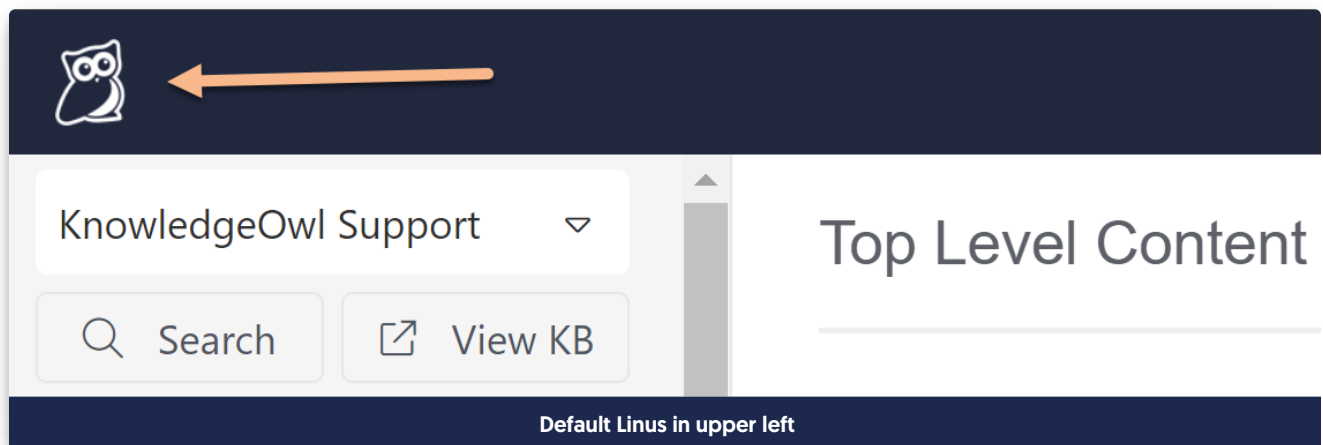 KnowledgeOwl Support
Top Level Content
Search
View KB
Default Linus in upper left